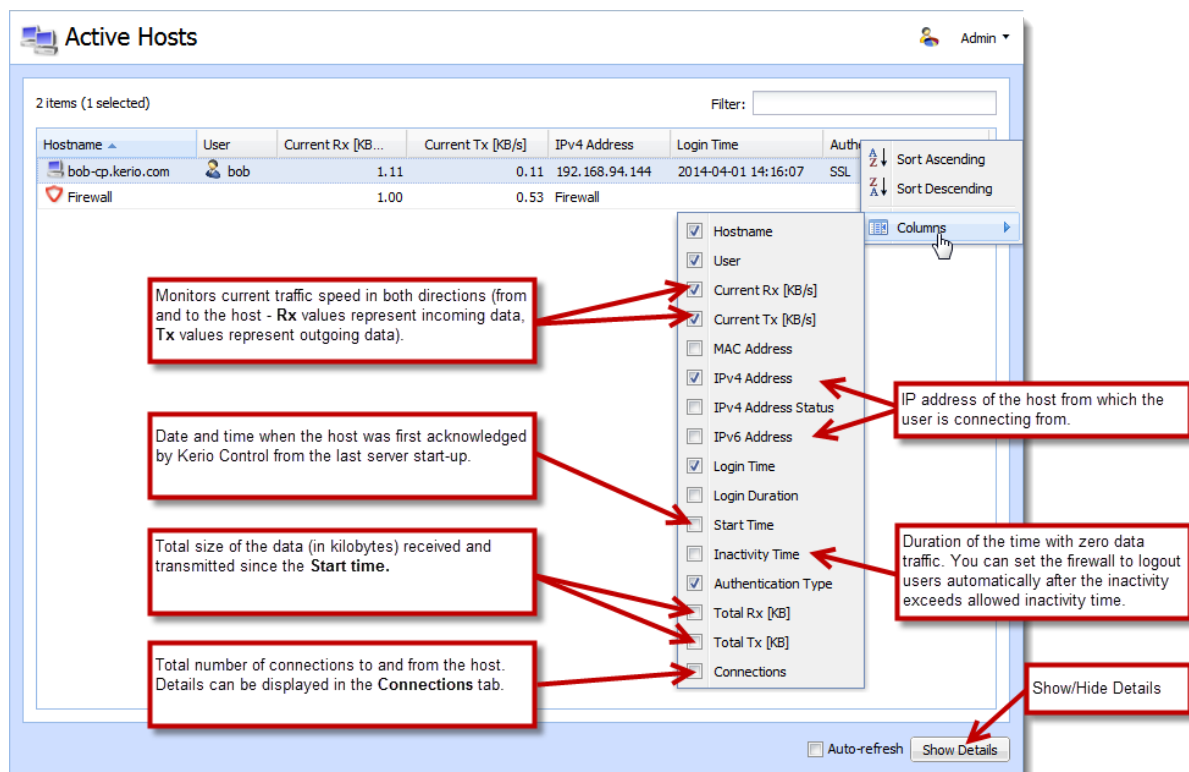 Active Hosts
Admin
2 items (1 selected)
Filter:
Hostname
User
Current Rx [KB...
Current Tx [KB/s]
IPv4 Address
Login Time
bob-cp.kerio.com
bob
1.11
0.11
192.168.94.144
2014-04-01 14:16:07
SSL
Firewall
1.00
0.53
Firewall
Sort Ascending
Sort Descending
Columns
Hostname
User
Current Rx [KB/s]
Current Tx [KB/s]
MAC Address
IPv4 Address
IPv4 Address Status
IPv6 Address
Login Time
Login Duration
Start Time
Inactivity Time
Authentication Type
Total Rx [KB]
Total Tx [KB]
Connections
Monitors current traffic speed in both directions (from
and to the host - Rx values represent incoming data,
Tx values represent outgoing data).
IP address of the host from which the
user is connecting from.
Date and time when the host was first acknowledged
by Kerio Control from the last server start-up.
Total size of the data (in kilobytes) received and
transmitted since the Start time.
Duration of the time with zero data
traffic. You can set the firewall to logout
users automatically after the inactivity
exceeds allowed inactivity time.
Total number of connections to and from the host.
Details can be displayed in the Connections tab.
Show/Hide Details
Auto-refresh
Show Details